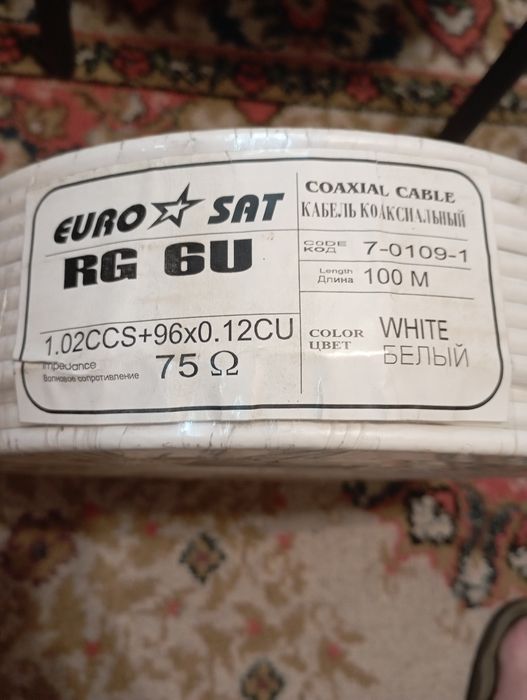 EURO SAT
RG 6U
1.02CCS+96x0.12CU
Impedance
Волновое сопротивление
75 Ω
COAXIAL CABLE
КАБЕЛЬ КОАКСИАЛЬНЫЙ
CODE
КОД
7-0109-1
Length
Длина
100 M
COLOR
ЦВЕТ
WHITE
БЕЛЫЙ